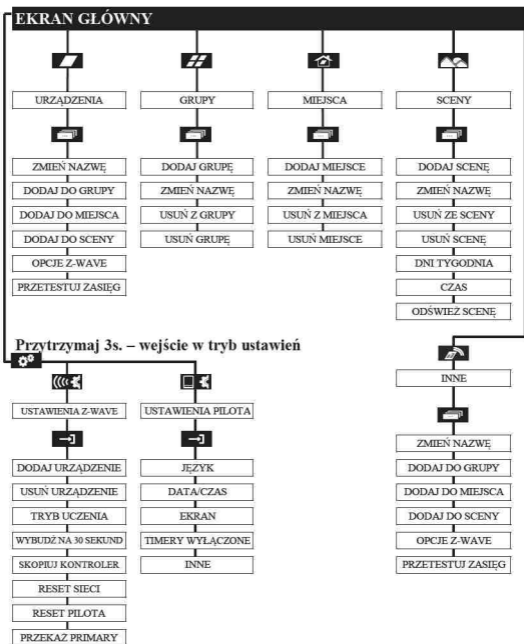 EKRAN GŁÓWNY
URZĄDZENIA
GRUPY
MIEJSCA
SCENY
ZMIEŃ NAZWĘ
DODAJ DO GRUPY
DODAJ DO MIEJSCA
DODAJ DO SCENY
OPCJE Z-WAVE
PRZETESTUJ ZASIĘG
DODAJ GRUPĘ
ZMIEŃ NAZWĘ
USUŃ Z GRUPY
USUŃ GRUPĘ
DODAJ MIEJSCE
ZMIEŃ NAZWĘ
USUŃ Z MIEJSCA
USUŃ MIEJSCE
DODAJ SCENĘ
ZMIEŃ NAZWĘ
USUŃ ZE SCENY
USUŃ SCENĘ
DNI TYGODNIA
CZAS
ODŚWIEŻ SCENĘ
Przytrzymaj 3s. – wejście w tryb ustawień
USTAWIENIA Z-WAVE
USTAWIENIA PILOTA
DODAJ URZĄDZENIE
USUŃ URZĄDZENIE
TRYB UCZENIA
WYBUDŹ NA 30 SEKUND
SKOPIUJ KONTROLER
RESET SIECI
RESET PILOTA
PRZEKAŻ PRIMARY
JĘZYK
DATA/CZAS
EKRAN
TIMERY WYŁĄCZONE
INNE
INNE
ZMIEŃ NAZWĘ
DODAJ DO GRUPY
DODAJ DO MIEJSCA
DODAJ DO SCENY
OPCJE Z-WAVE
PRZETESTUJ ZASIĘG